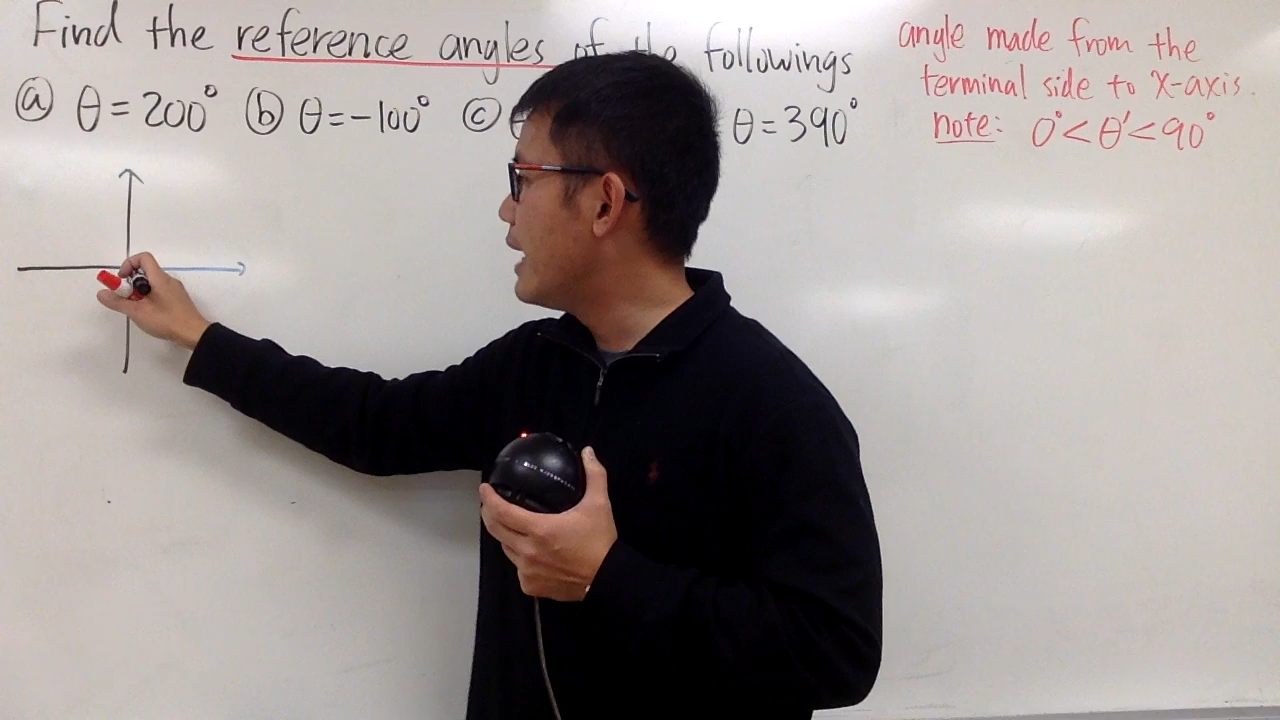 Find the reference angles of the followings
ⓐ θ = 200° ⓑ θ = -100° ⓒ θ = 390°
angle made from the
terminal side to x-axis.
note: 0° < θ' < 90°